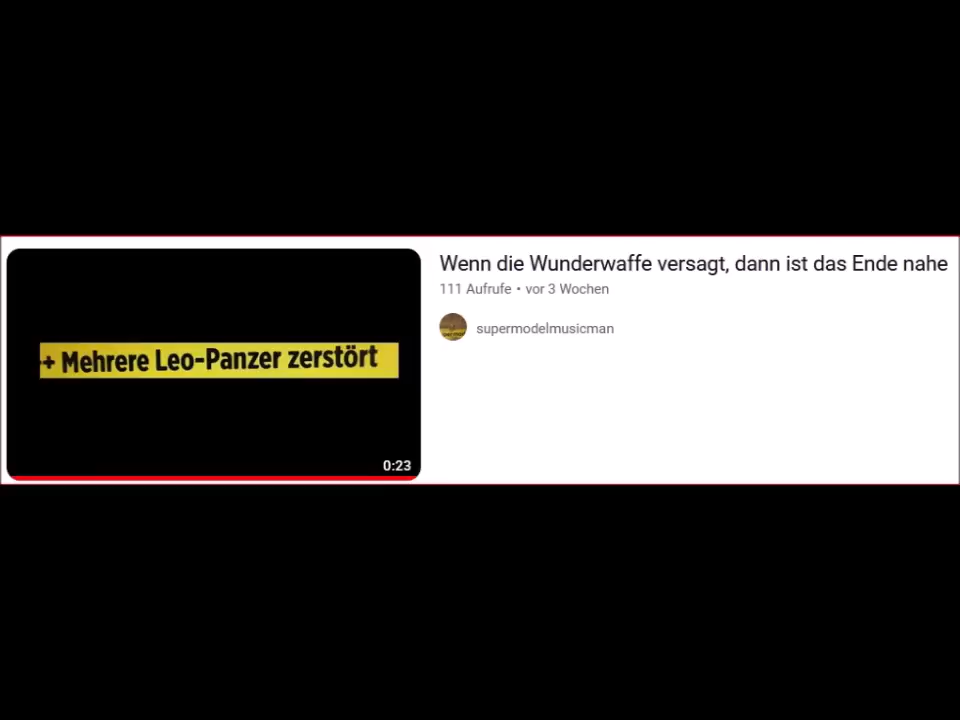 Wenn die Wunderwaffe versagt, dann ist das Ende nahe
111 Aufrufe • vor 3 Wochen
supermodelmusicman
+ Mehrere Leo-Panzer zerstört
0:23